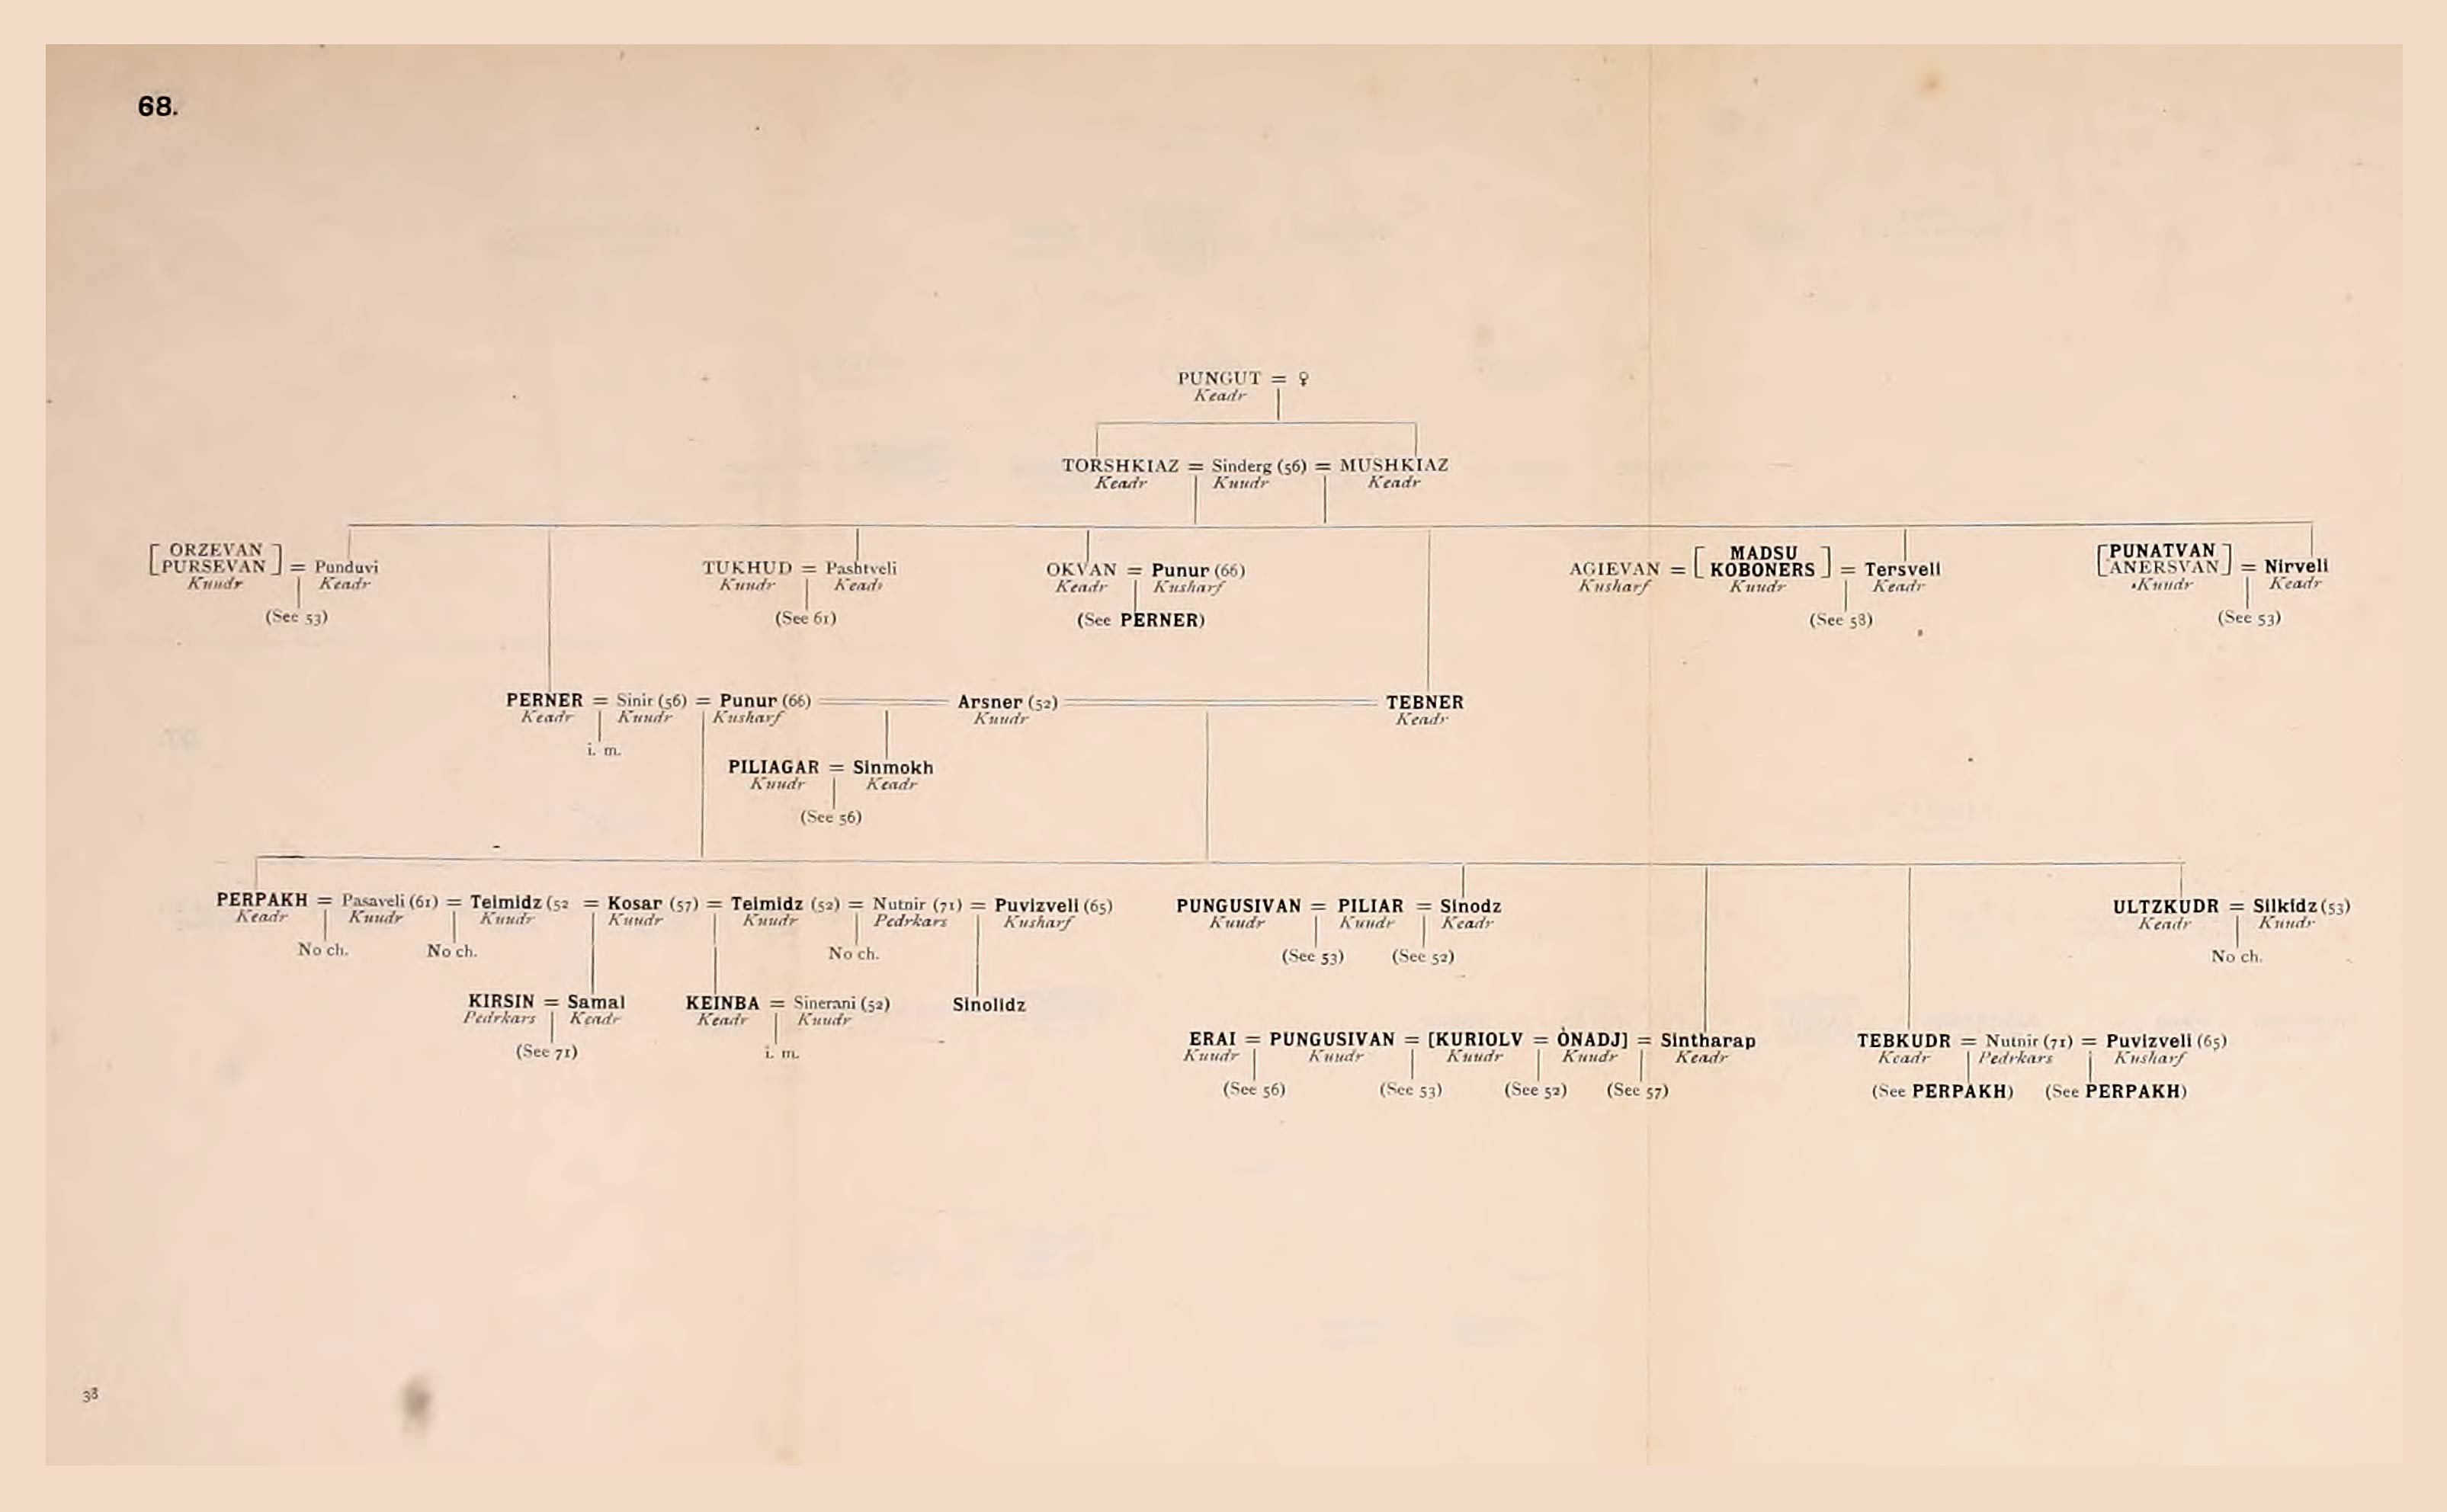 68.
PUNGUT = ♀
Keadr
TORSHKIAZ = Sinderg (56) = MUSHKIAZ
Keadr Kuudr Keadr
[ORZEVAN PURSEVAN] = Punduvi
Kuudr Keadr
(See 53)
TUKHUD = Pashtveli
Kuudr Keadr
(See 61)
OKVAN = Punur (66)
Keadr Kusharf
(See PERNER)
AGIEVAN = [MADSU KOBONERS] = Tersveli
Kusharf Kuudr Keadr
(See 58)
[PUNATVAN ANERSVAN] = Nirveli
Kuudr Keadr
(See 53)
PERNER = Sinir (56) = Punur (66) = Arsner (52) = TEBNER
Keadr Kuudr Kusharf Kuudr Keadr
i. m.
PILIAGAR = Sinmokh
Kuudr Keadr
(See 56)
PERPAKH = Pasaveli (61) = Telmidz (52 = Kosar (57) = Telmidz (52) = Nutnir (71) = Puvizveli (65)
Keadr Kuudr Kuudr Kuudr Kuudr Pedrkars Kusharf
No ch. No ch. No ch.
KIRSIN = Samal
Pedrkars Keadr
(See 71)
KEINBA = Sinerani (52)
Keadr Kuudr
i. m.
Sinolidz
PUNGUSIVAN = PILIAR = Sinodz
Kuudr Kuudr Keadr
(See 53) (See 52)
ERAI = PUNGUSIVAN = [KURIOLV = ÒNADJ] = Sintharap
Kuudr Kuudr Kuudr Kuudr Keadr
(See 56) (See 53) (See 52) (See 57)
TEBKUDR = Nutnir (71) = Puvizveli (65)
Keadr Pedrkars Kusharf
(See PERPAKH) (See PERPAKH)
ULTZKUDR = Silkidz (53)
Keadr Kuudr
No ch.
38